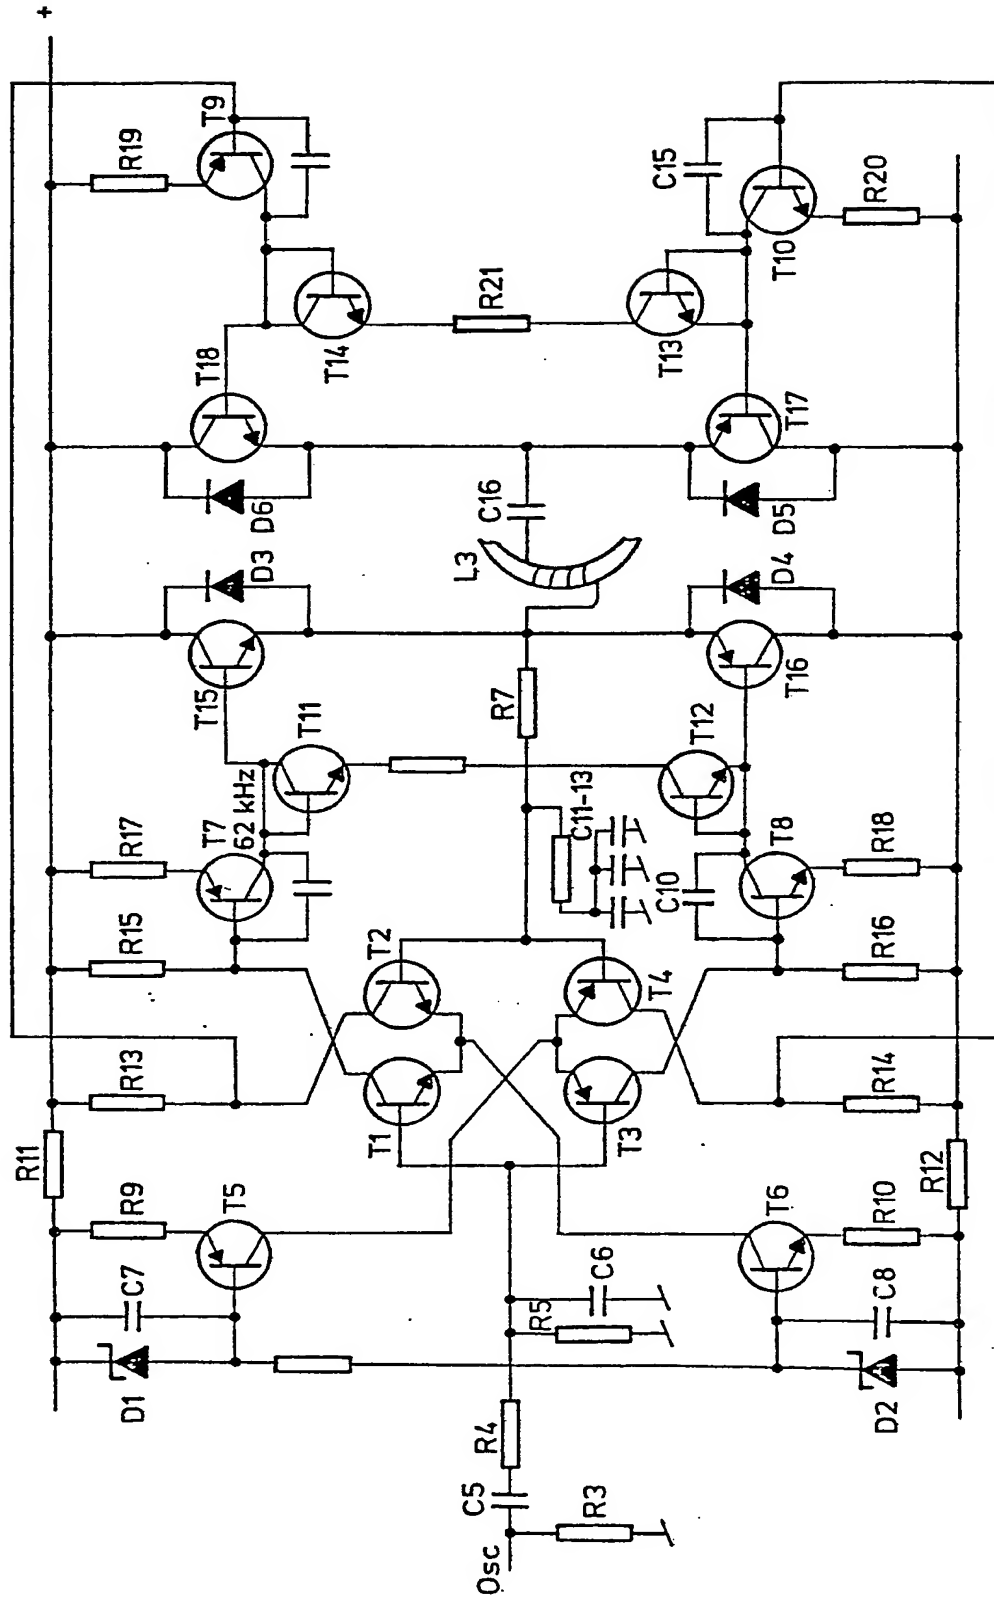 +
R19
T9
C15
R20
T10
T14
R21
T13
T18
T17
D6
C16
D5
L3
D3
D4
T15
T16
R7
T11
T12
62 kHz
C11-13
R17
T7
C10
T8
R18
R15
T2
T4
R16
R13
T1
T3
R14
R11
R12
R9
T5
T6
R10
C7
C6
R5
C8
D1
D2
R4
C5
R3
Osc